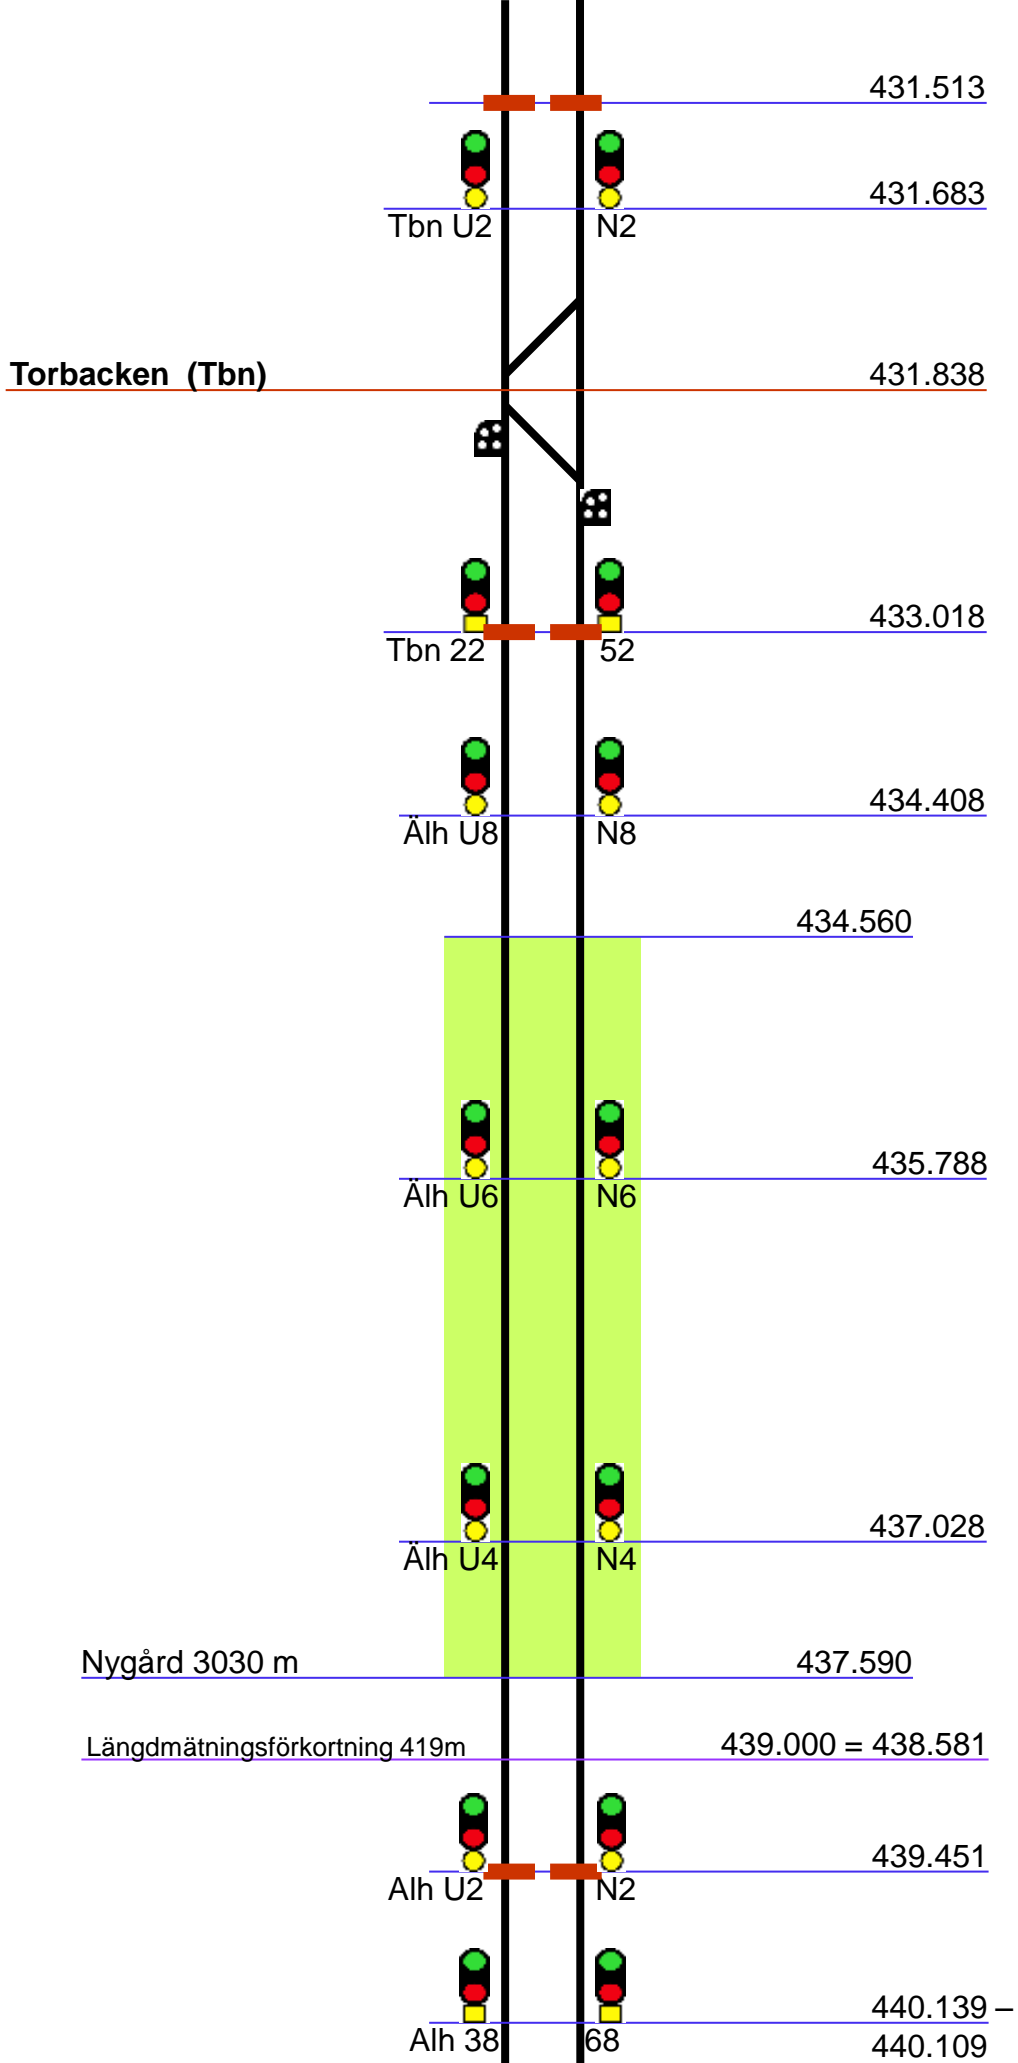 431.513
431.683
Tbn U2 N2
Torbacken (Tbn) 431.838
433.018
Tbn 22 52
434.408
Älh U8 N8
434.560
435.788
Älh U6 N6
437.028
Älh U4 N4
Nygård 3030 m 437.590
Längdmätningsförkortning 419m 439.000 = 438.581
439.451
Alh U2 N2
440.139 –
Alh 38 68
440.109